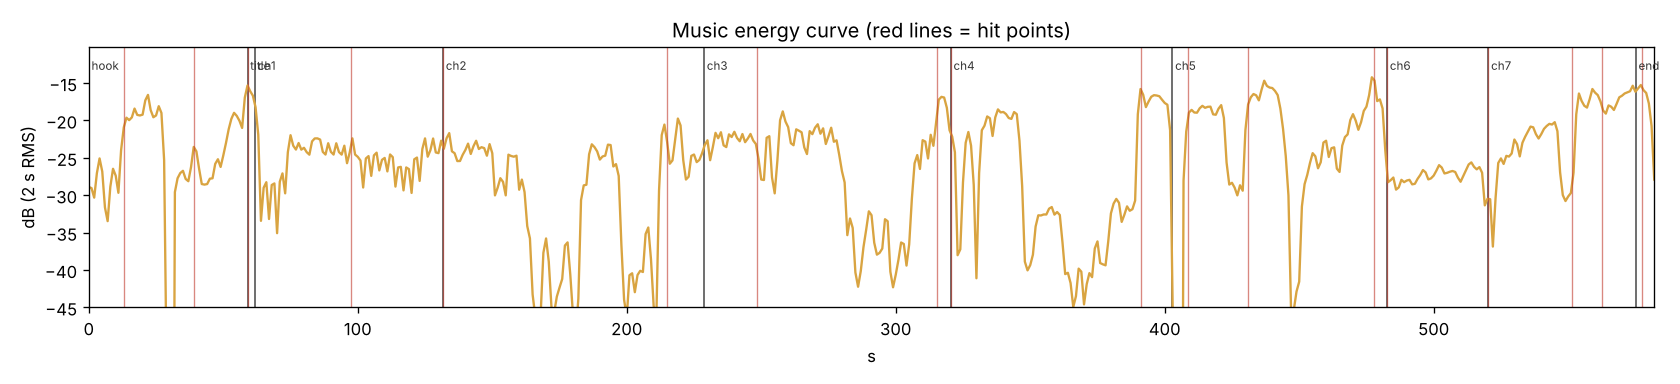 Music energy curve (red lines = hit points)
hook
title
ch1
ch2
ch3
ch4
ch5
ch6
ch7
end
dB (2 s RMS)
−15
−20
−25
−30
−35
−40
−45
0
100
200
300
400
500
s